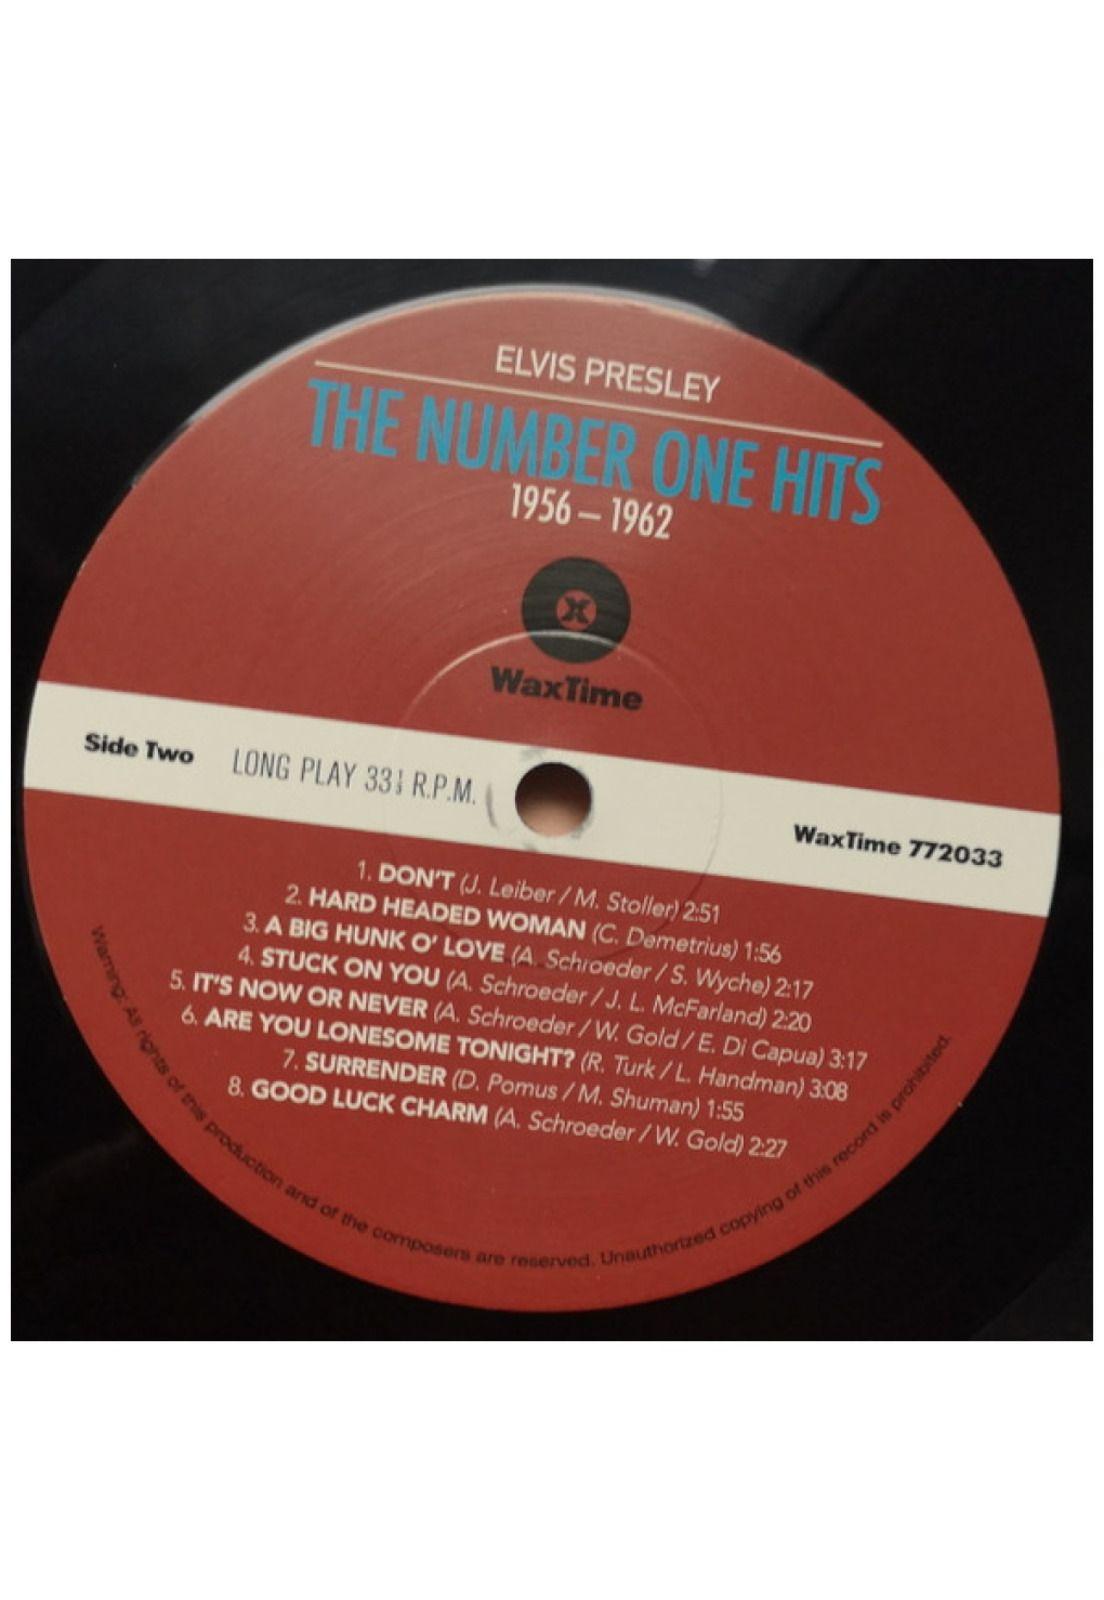 ELVIS PRESLEY
THE NUMBER ONE HITS
1956 – 1962
X
WaxTime
Side Two LONG PLAY 33⅓ R.P.M.
WaxTime 772033
1. DON'T (J. Leiber / M. Stoller) 2:51
2. HARD HEADED WOMAN (C. Demetrius) 1:56
3. A BIG HUNK O' LOVE (A. Schroeder / S. Wyche) 2:17
4. STUCK ON YOU (A. Schroeder / J. L. McFarland) 2:20
5. IT'S NOW OR NEVER (A. Schroeder / W. Gold / E. Di Capua) 3:17
6. ARE YOU LONESOME TONIGHT? (R. Turk / L. Handman) 3:08
7. SURRENDER (D. Pomus / M. Shuman) 1:55
8. GOOD LUCK CHARM (A. Schroeder / W. Gold) 2:27
Warning: All rights of this production and of the composers are reserved. Unauthorized copying of this record is prohibited.